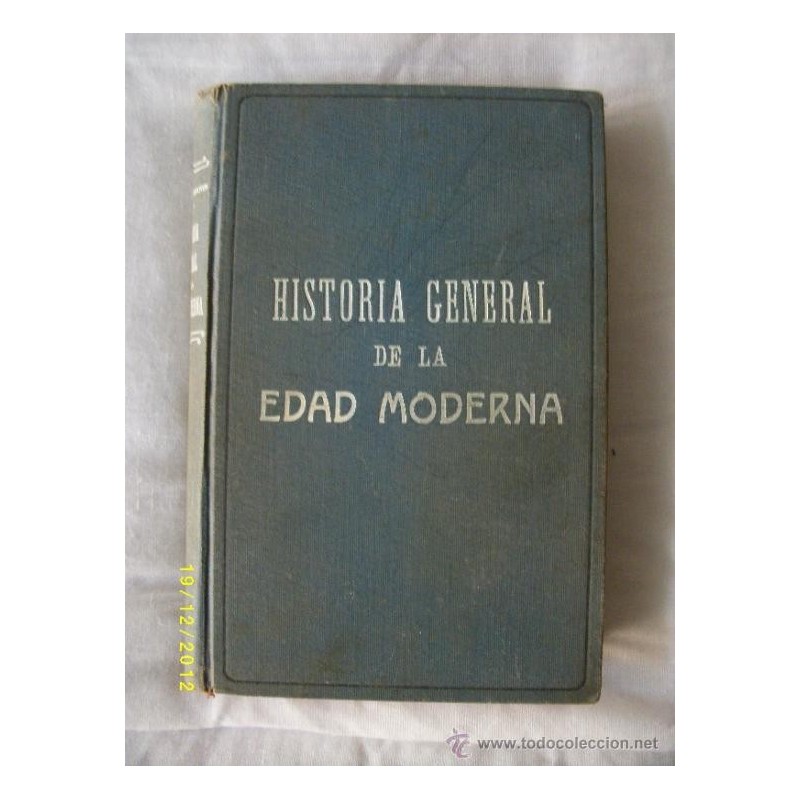 HISTORIA GENERAL
DE LA
EDAD MODERNA
19/12/2012
www.todocoleccion.net